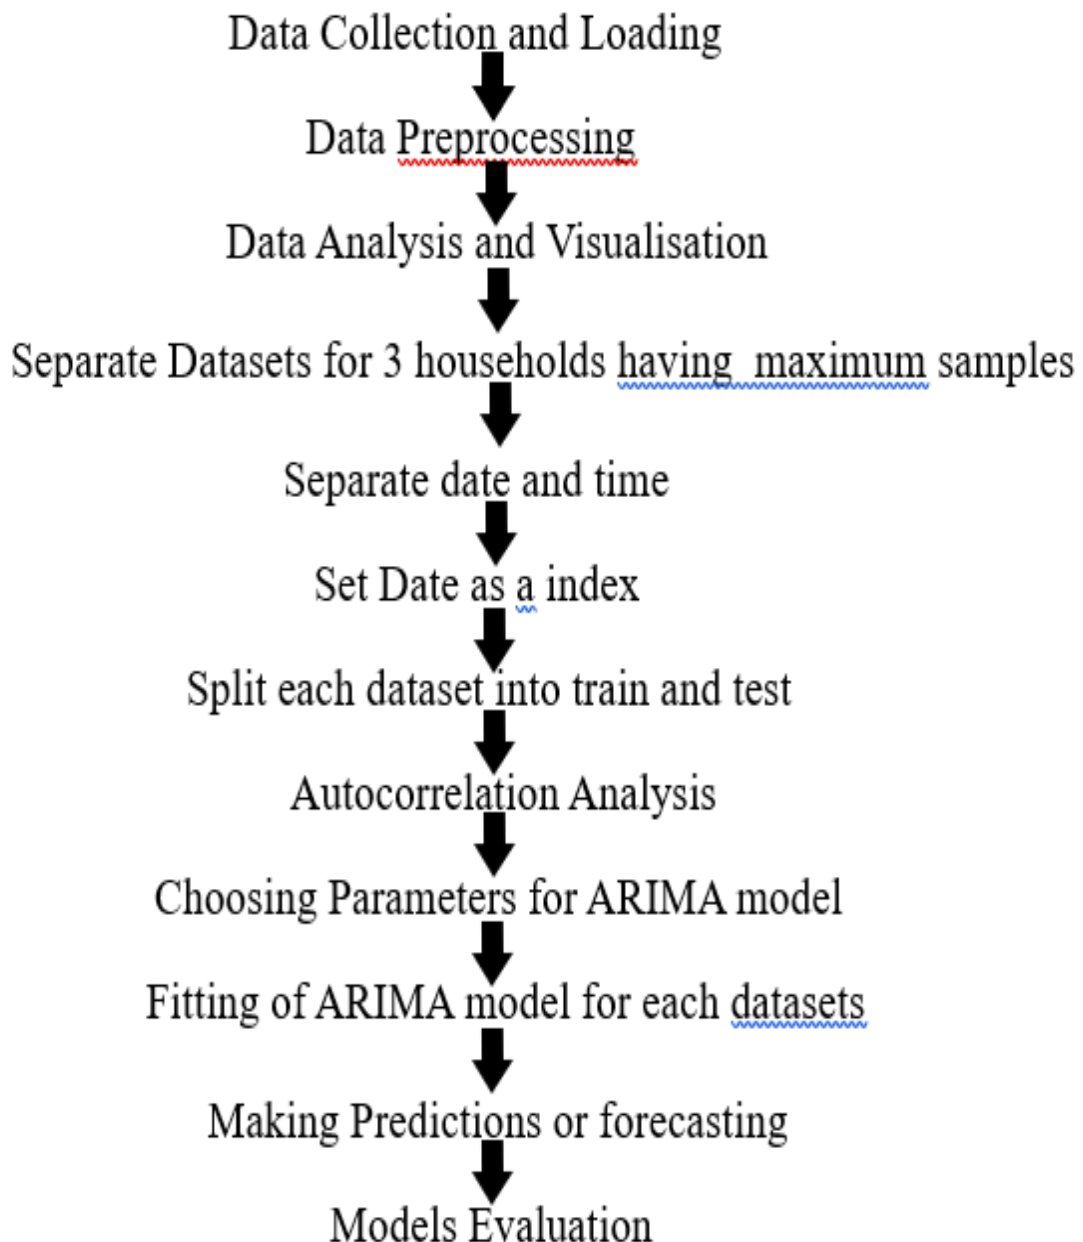 Data Collection and Loading
Data Preprocessing
Data Analysis and Visualisation
Separate Datasets for 3 households having  maximum samples
Separate date and time
Set Date as a index
Split each dataset into train and test
Autocorrelation Analysis
Choosing Parameters for ARIMA model
Fitting of ARIMA model for each datasets
Making Predictions or forecasting
Models Evaluation